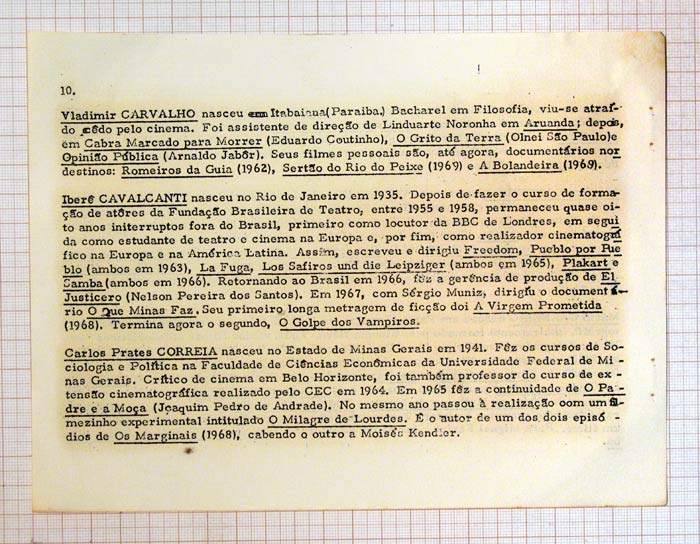 10.
Vladimir CARVALHO nasceu em Itabaiana (Paraiba.) Bacharel em Filosofia, viu-se atraí-
do cêdo pelo cinema. Foi assistente de direção de Linduarte Noronha em Aruanda; depois,
em Cabra Marcado para Morrer (Eduardo Coutinho), O Grito da Terra (Olnei São Paulo)e
Opinião Pública (Arnaldo Jabôr). Seus filmes pessoais são, até agora, documentários nor
destinos: Romeiros da Guia (1962), Sertão do Rio do Peixe (1969) e A Bolandeira (1969).
Iberê CAVALCANTI nasceu no Rio de Janeiro em 1935. Depois de fazer o curso de forma-
ção de atôres da Fundação Brasileira de Teatro, entre 1955 e 1958, permaneceu quase oi-
to anos initerruptos fora do Brasil, primeiro como locutor da BBC de Londres, em segui
da como estudante de teatro e cinema na Europa e, por fim, como realizador cinematográ
fico na Europa e na América Latina. Assim, escreveu e dirigiu Freedom, Pueblo por Pue
blo (ambos em 1963), La Fuga, Los Safiros und die Leipziger (ambos em 1965), Plakart e
Samba (ambos em 1966). Retornando ao Brasil em 1966, fêz a gerência de produção de El
Justicero (Nelson Pereira dos Santos). Em 1967, com Sérgio Muniz, dirigiu o documentá-
rio O Que Minas Faz. Seu primeiro longa metragem de ficção doi A Virgem Prometida
(1968). Termina agora o segundo, O Golpe dos Vampiros.
Carlos Prates CORREIA nasceu no Estado de Minas Gerais em 1941. Fêz os cursos de So-
ciologia e Política na Faculdade de Ciências Econômicas da Universidade Federal de Mi-
nas Gerais. Crítico de cinema em Belo Horizonte, foi também professor do curso de ex-
tensão cinematográfica realizado pelo CEC em 1964. Em 1965 fêz a continuidade de O Pa-
dre e a Moça (Joaquim Pedro de Andrade). No mesmo ano passou à realização com um fil-
mezinho experimental intitulado O Milagre de Lourdes. É o autor de um dos dois episó -
dios de Os Marginais (1968), cabendo o outro a Moisés Kendler.